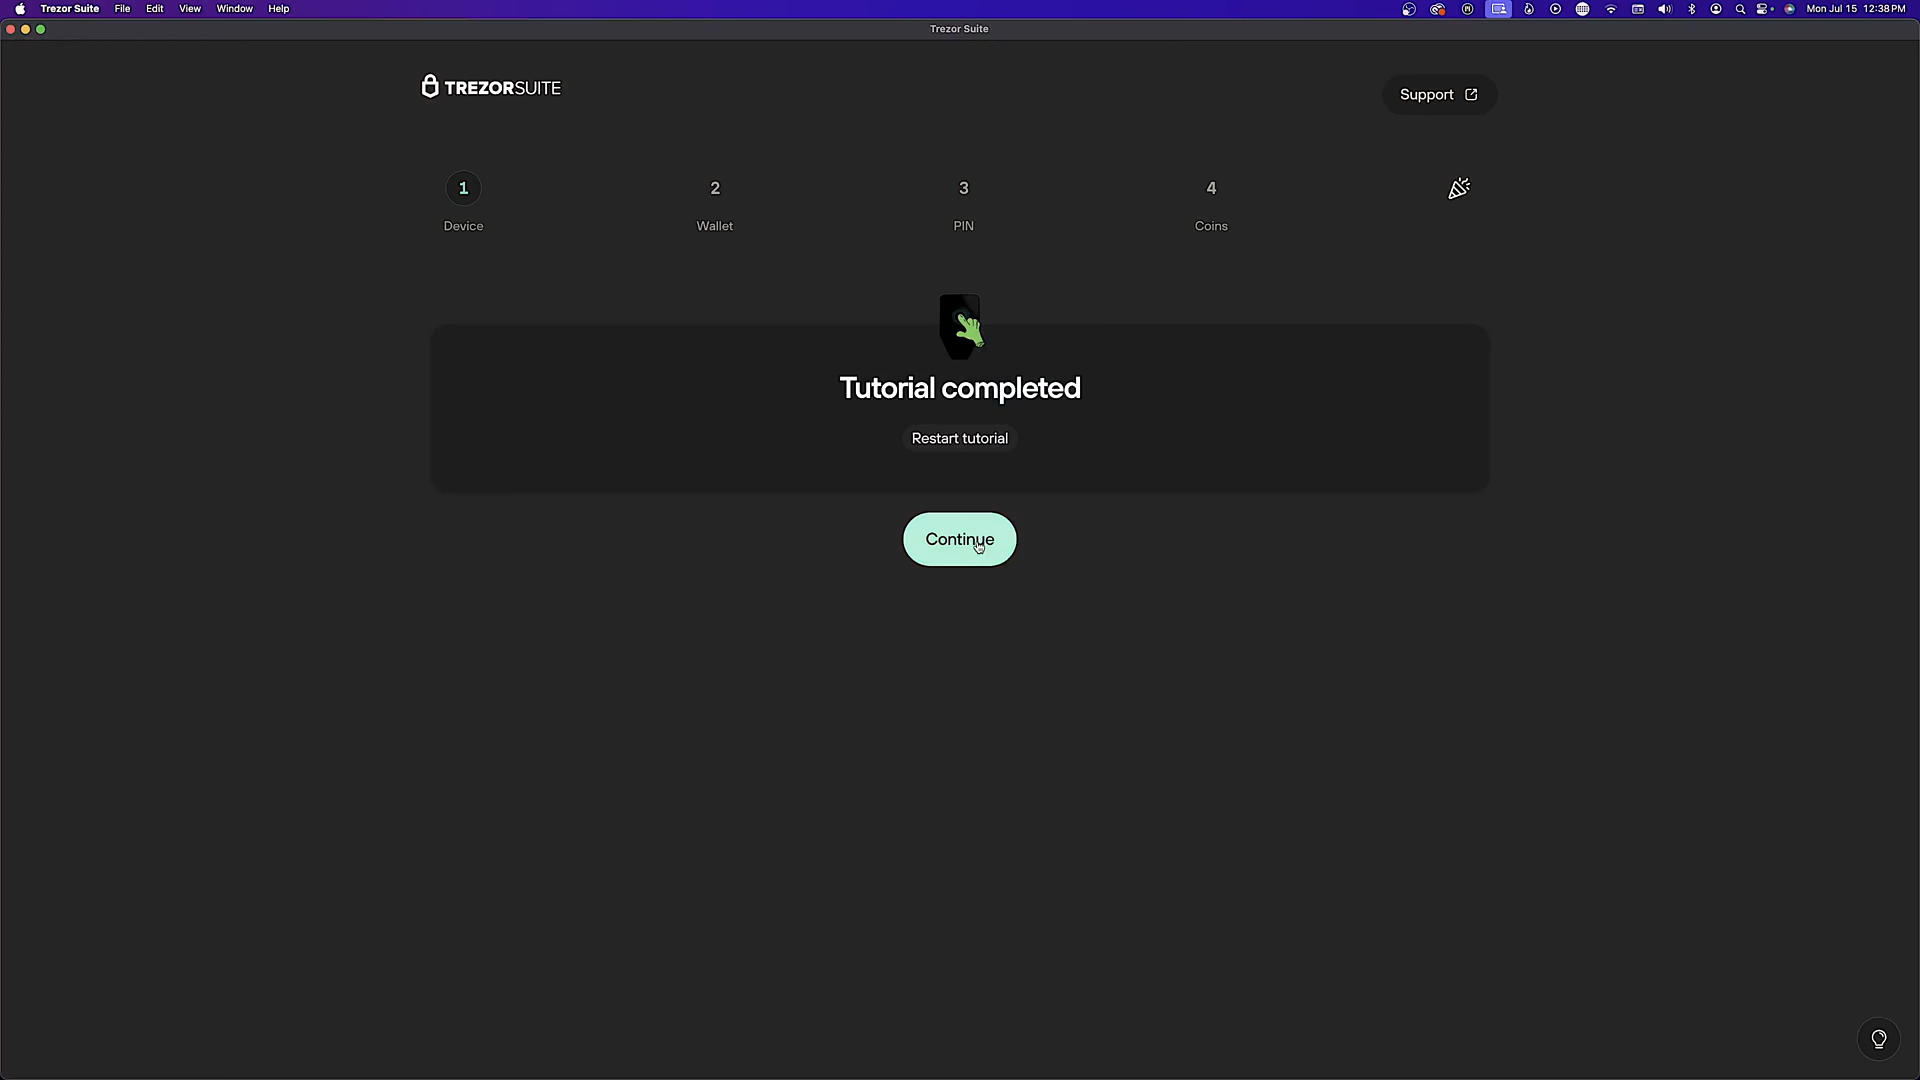 Trezor Suite File Edit View Window Help Mon Jul 15 12:38 PM
Trezor Suite
TREZORSUITE
Support
1 2 3 4
Device Wallet PIN Coins
Tutorial completed
Restart tutorial
Continue